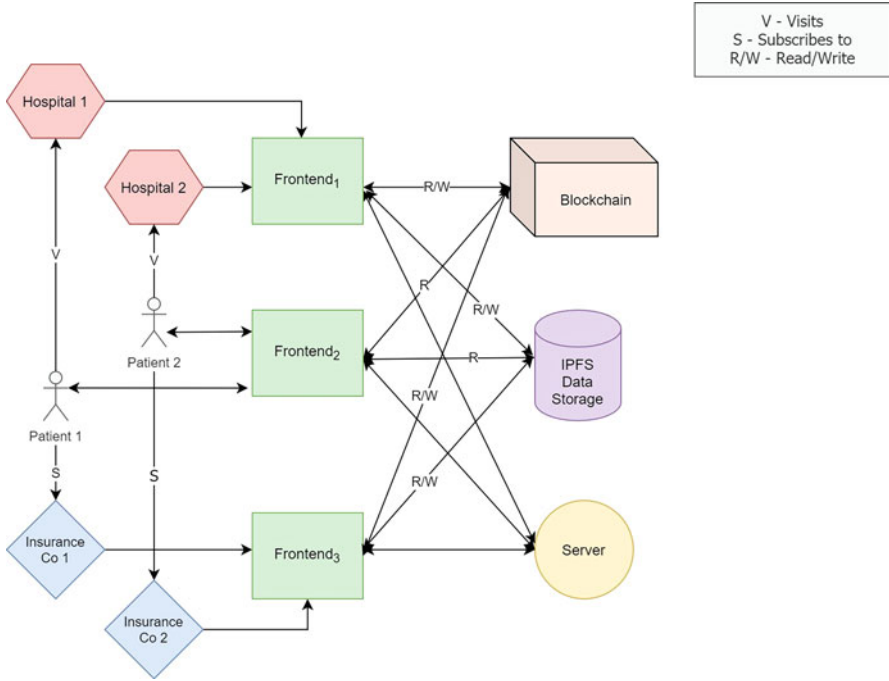 V - Visits
S - Subscribes to
R/W - Read/Write
Hospital 1
Hospital 2
Frontend1
R/W
Blockchain
V
V
R
R/W
Patient 2
Frontend2
R
IPFS
Data
Storage
Patient 1
R/W
S
S
R/W
Insurance
Co 1
Frontend3
Server
Insurance
Co 2